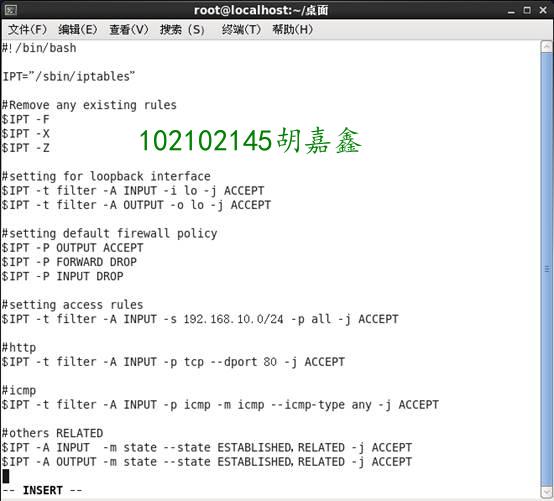 root@localhost:~/桌面
文件(F) 编辑(E) 查看(V) 搜索 (S) 终端(T) 帮助(H)
#!/bin/bash
IPT=”/sbin/iptables”
#Remove any existing rules
$IPT -F
$IPT -X
$IPT -Z
102102145胡嘉鑫
#setting for loopback interface
$IPT -t filter -A INPUT -i lo -j ACCEPT
$IPT -t filter -A OUTPUT -o lo -j ACCEPT
#setting default firewall policy
$IPT -P OUTPUT ACCEPT
$IPT -P FORWARD DROP
$IPT -P INPUT DROP
#setting access rules
$IPT -t filter -A INPUT -s 192.168.10.0/24 -p all -j ACCEPT
#http
$IPT -t filter -A INPUT -p tcp --dport 80 -j ACCEPT
#icmp
$IPT -t filter -A INPUT -p icmp -m icmp --icmp-type any -j ACCEPT
#others RELATED
$IPT -A INPUT  -m state --state ESTABLISHED,RELATED -j ACCEPT
$IPT -A OUTPUT -m state --state ESTABLISHED,RELATED -j ACCEPT
-- INSERT --